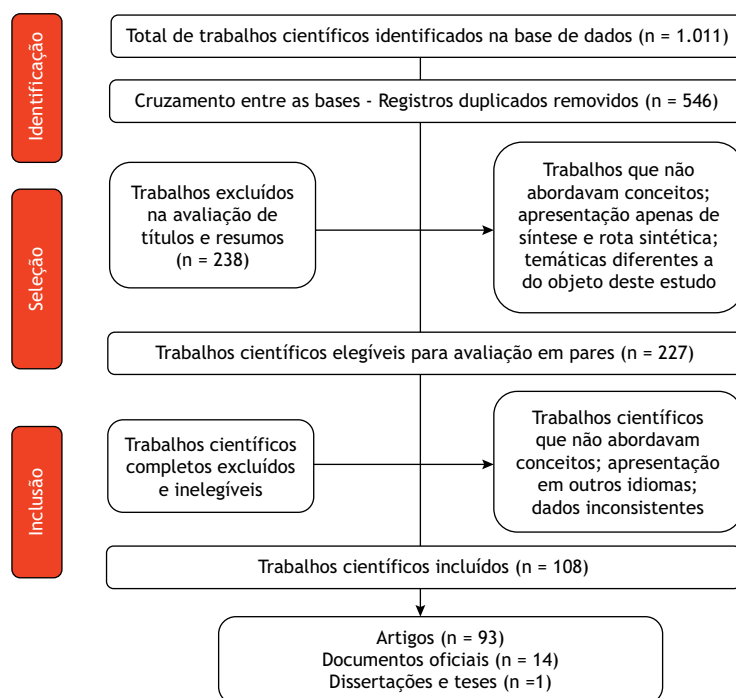 Identificação
Total de trabalhos científicos identificados na base de dados (n = 1.011)
Cruzamento entre as bases - Registros duplicados removidos (n = 546)
Seleção
Trabalhos excluídos
na avaliação de
títulos e resumos
(n = 238)
Trabalhos que não
abordavam conceitos;
apresentação apenas de
síntese e rota sintética;
temáticas diferentes a
do objeto deste estudo
Trabalhos científicos elegíveis para avaliação em pares (n = 227)
Inclusão
Trabalhos científicos
completos excluídos
e inelegíveis
Trabalhos científicos
que não abordavam
conceitos; apresentação
em outros idiomas;
dados inconsistentes
Trabalhos científicos incluídos (n = 108)
Artigos (n = 93)
Documentos oficiais (n = 14)
Dissertações e teses (n =1)